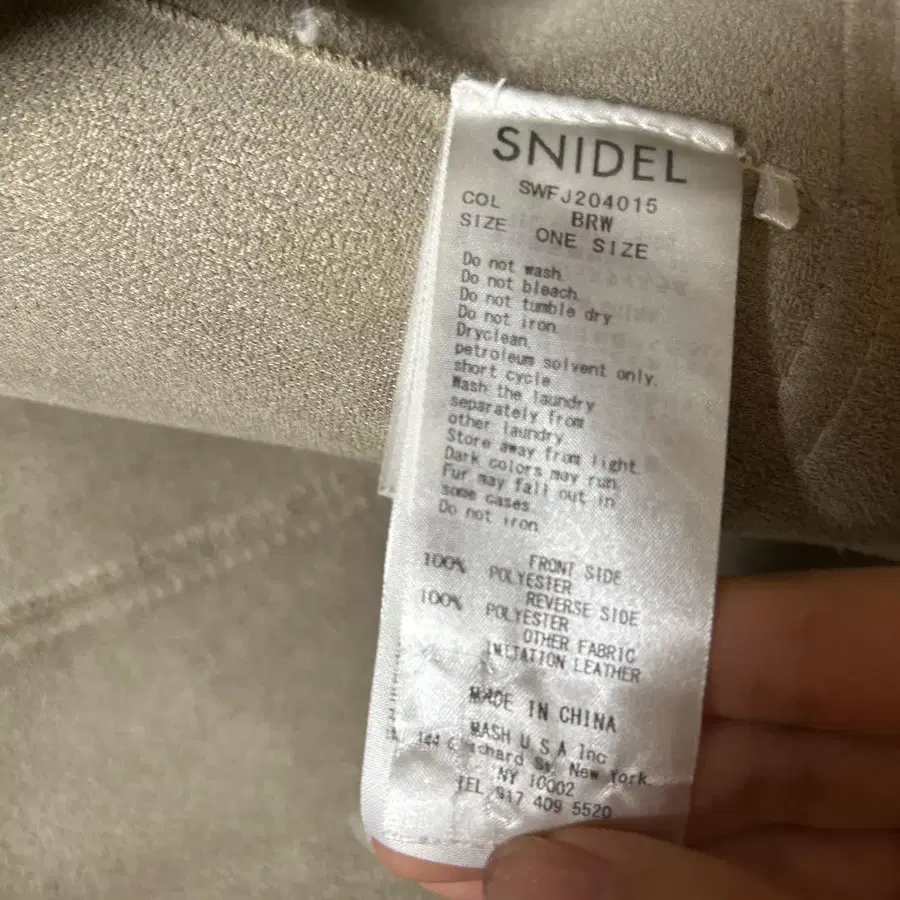 SNIDEL
SWFJ204015
COL BRW
SIZE ONE SIZE
Do not wash
Do not bleach
Do not tumble dry
Do not iron
Dryclean
petroleum solvent only.
short cycle
Wash the laundry
separately from
other laundry
Store away from light.
Dark colors may run
Fur may fall out in
some cases
Do not iron
FRONT SIDE
100% POLYESTER
REVERSE SIDE
100% POLYESTER
OTHER FABRIC
IMITATION LEATHER
MADE IN CHINA
MASH U S A Inc
St, New York,
NY 10002
TEL 917 409 5520